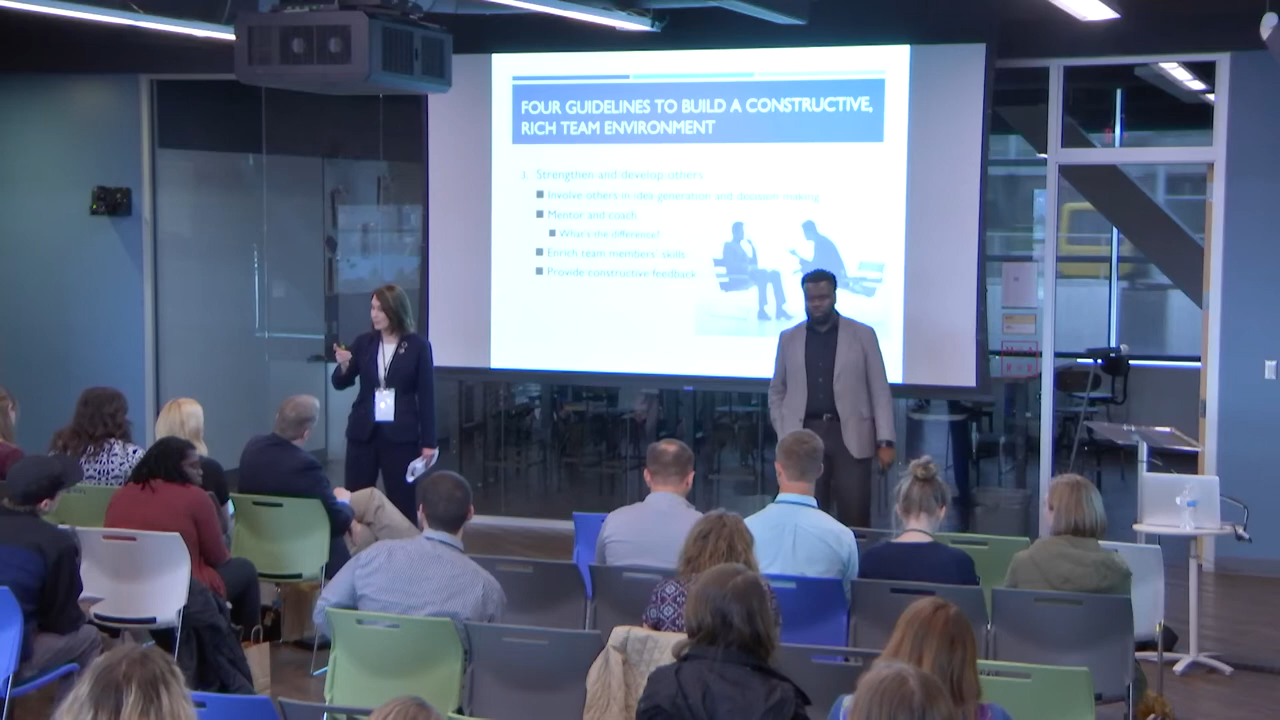 FOUR GUIDELINES TO BUILD A CONSTRUCTIVE,
RICH TEAM ENVIRONMENT
3. Strengthen and develop others
Involve others in idea generation and decision making
Mentor and coach
What's the difference?
Enrich team members' skills
Provide constructive feedback